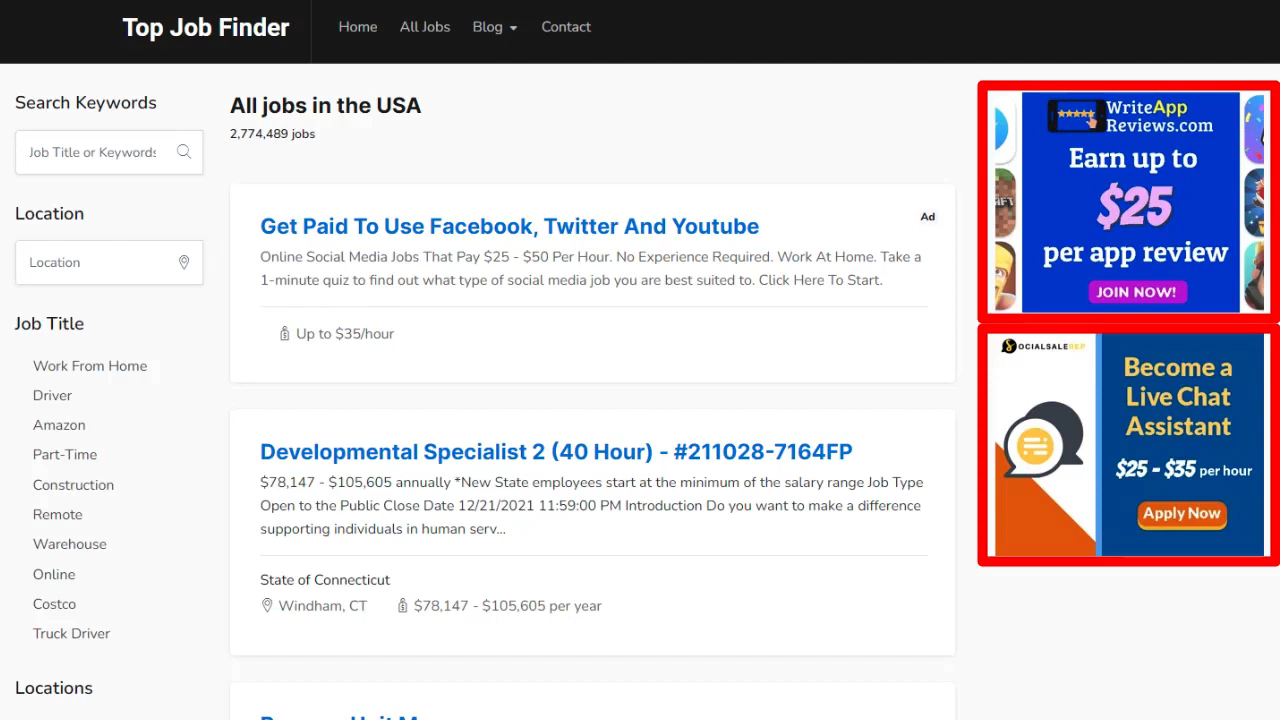 Top Job Finder
Home
All Jobs
Blog
Contact
Search Keywords
Job Title or Keywords
Location
Location
Job Title
Work From Home
Driver
Amazon
Part-Time
Construction
Remote
Warehouse
Online
Costco
Truck Driver
Locations
All jobs in the USA
2,774,489 jobs
Get Paid To Use Facebook, Twitter And Youtube
Ad
Online Social Media Jobs That Pay $25 - $50 Per Hour. No Experience Required. Work At Home. Take a
1-minute quiz to find out what type of social media job you are best suited to. Click Here To Start.
Up to $35/hour
Developmental Specialist 2 (40 Hour) - #211028-7164FP
$78,147 - $105,605 annually *New State employees start at the minimum of the salary range Job Type
Open to the Public Close Date 12/21/2021 11:59:00 PM Introduction Do you want to make a difference
supporting individuals in human serv...
State of Connecticut
Windham, CT
$78,147 - $105,605 per year
WriteApp
Reviews.com
Earn up to
$25
per app review
JOIN NOW!
OCIALSALEREP
Become a
Live Chat
Assistant
$25 - $35 per hour
Apply Now